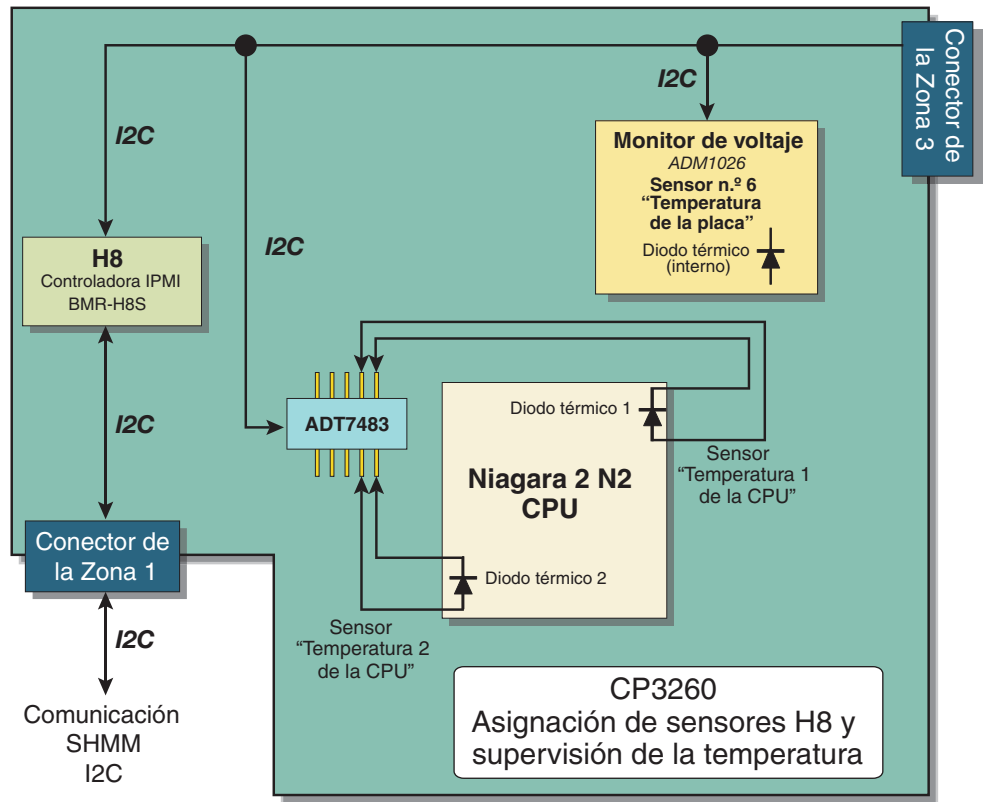 Conector de
la Zona 3
I2C
I2C
I2C
Monitor de voltaje
ADM1026
Sensor n.º 6
“Temperatura
de la placa”
Diodo térmico
(interno)
H8
Controladora IPMI
BMR-H8S
I2C
ADT7483
Diodo térmico 1
Niagara 2 N2
CPU
Diodo térmico 2
Sensor
“Temperatura 1
de la CPU”
Sensor
“Temperatura 2
de la CPU”
Conector de
la Zona 1
I2C
Comunicación
SHMM
I2C
CP3260
Asignación de sensores H8 y
supervisión de la temperatura